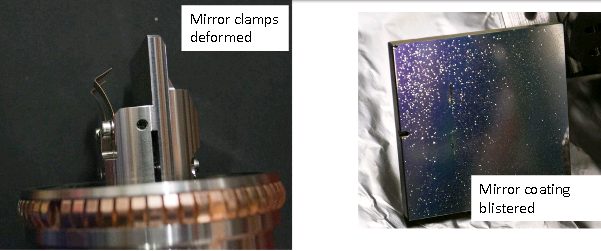 Mirror clamps
deformed
Mirror coating
blistered